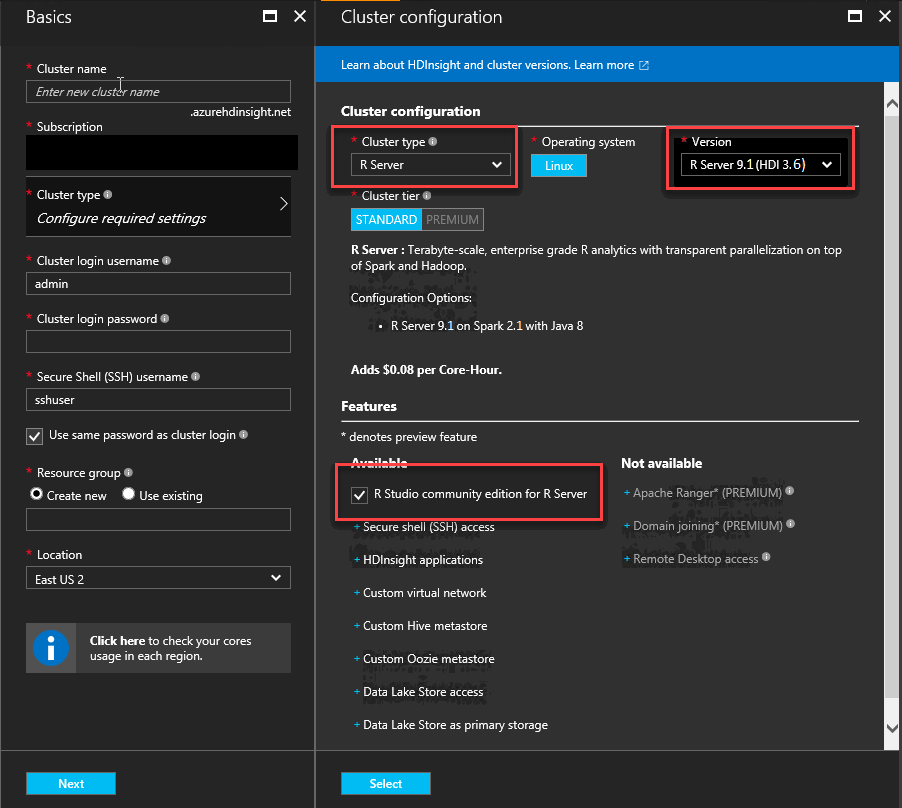 Basics
* Cluster name
Enter new cluster name
.azurehdinsight.net
* Subscription
* Cluster type
Configure required settings
* Cluster login username
admin
* Cluster login password
* Secure Shell (SSH) username
sshuser
Use same password as cluster login
* Resource group
Create new Use existing
* Location
East US 2
Click here to check your cores
usage in each region.
Next
Cluster configuration
Learn about HDInsight and cluster versions. Learn more
Cluster configuration
* Cluster type * Operating system * Version
R Server Linux R Server 9.1 (HDI 3.6)
* Cluster tier
STANDARD PREMIUM
R Server : Terabyte-scale, enterprise grade R analytics with transparent parallelization on top
of Spark and Hadoop.
Configuration Options:
• R Server 9.1 on Spark 2.1 with Java 8
Adds $0.08 per Core-Hour.
Features
* denotes preview feature
Available
R Studio community edition for R Server
+ Secure shell (SSH) access
+ HDInsight applications
+ Custom virtual network
+ Custom Hive metastore
+ Custom Oozie metastore
+ Data Lake Store access
+ Data Lake Store as primary storage
Not available
+ Apache Ranger* (PREMIUM)
+ Domain joining* (PREMIUM)
+ Remote Desktop access
Select